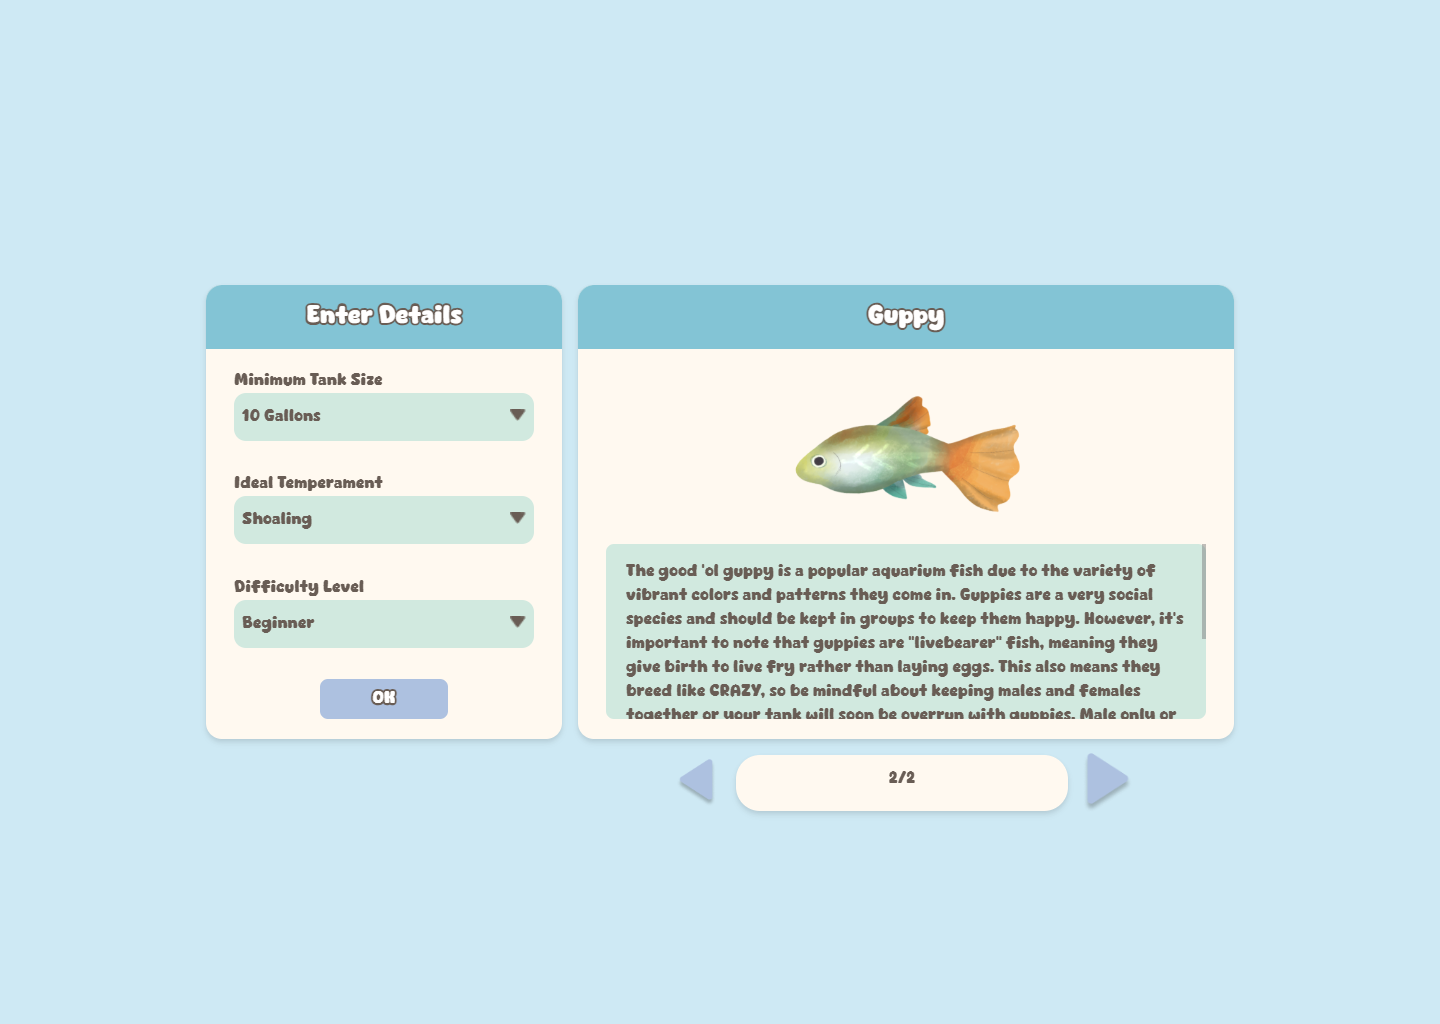 Enter Details
Minimum Tank Size
10 Gallons
Ideal Temperament
Shoaling
Difficulty Level
Beginner
OK
Guppy
The good 'ol guppy is a popular aquarium fish due to the variety of
vibrant colors and patterns they come in. Guppies are a very social
species and should be kept in groups to keep them happy. However, it's
important to note that guppies are "livebearer" fish, meaning they
give birth to live fry rather than laying eggs. This also means they
breed like CRAZY, so be mindful about keeping males and females
together or your tank will soon be overrun with guppies. Male only or
2/2